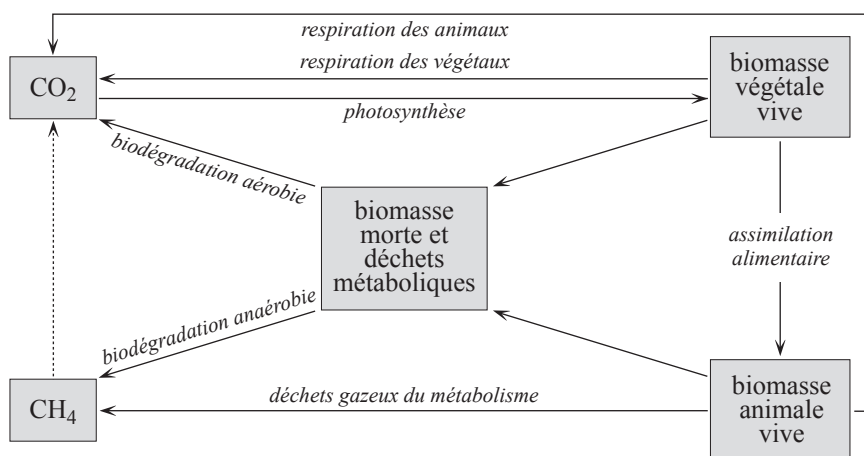 respiration des animaux
respiration des végétaux
CO2
biomasse
végétale
vive
photosynthèse
biodégradation aérobie
biomasse
morte et
déchets
métaboliques
assimilation
alimentaire
biodégradation anaérobie
déchets gazeux du métabolisme
CH4
biomasse
animale
vive